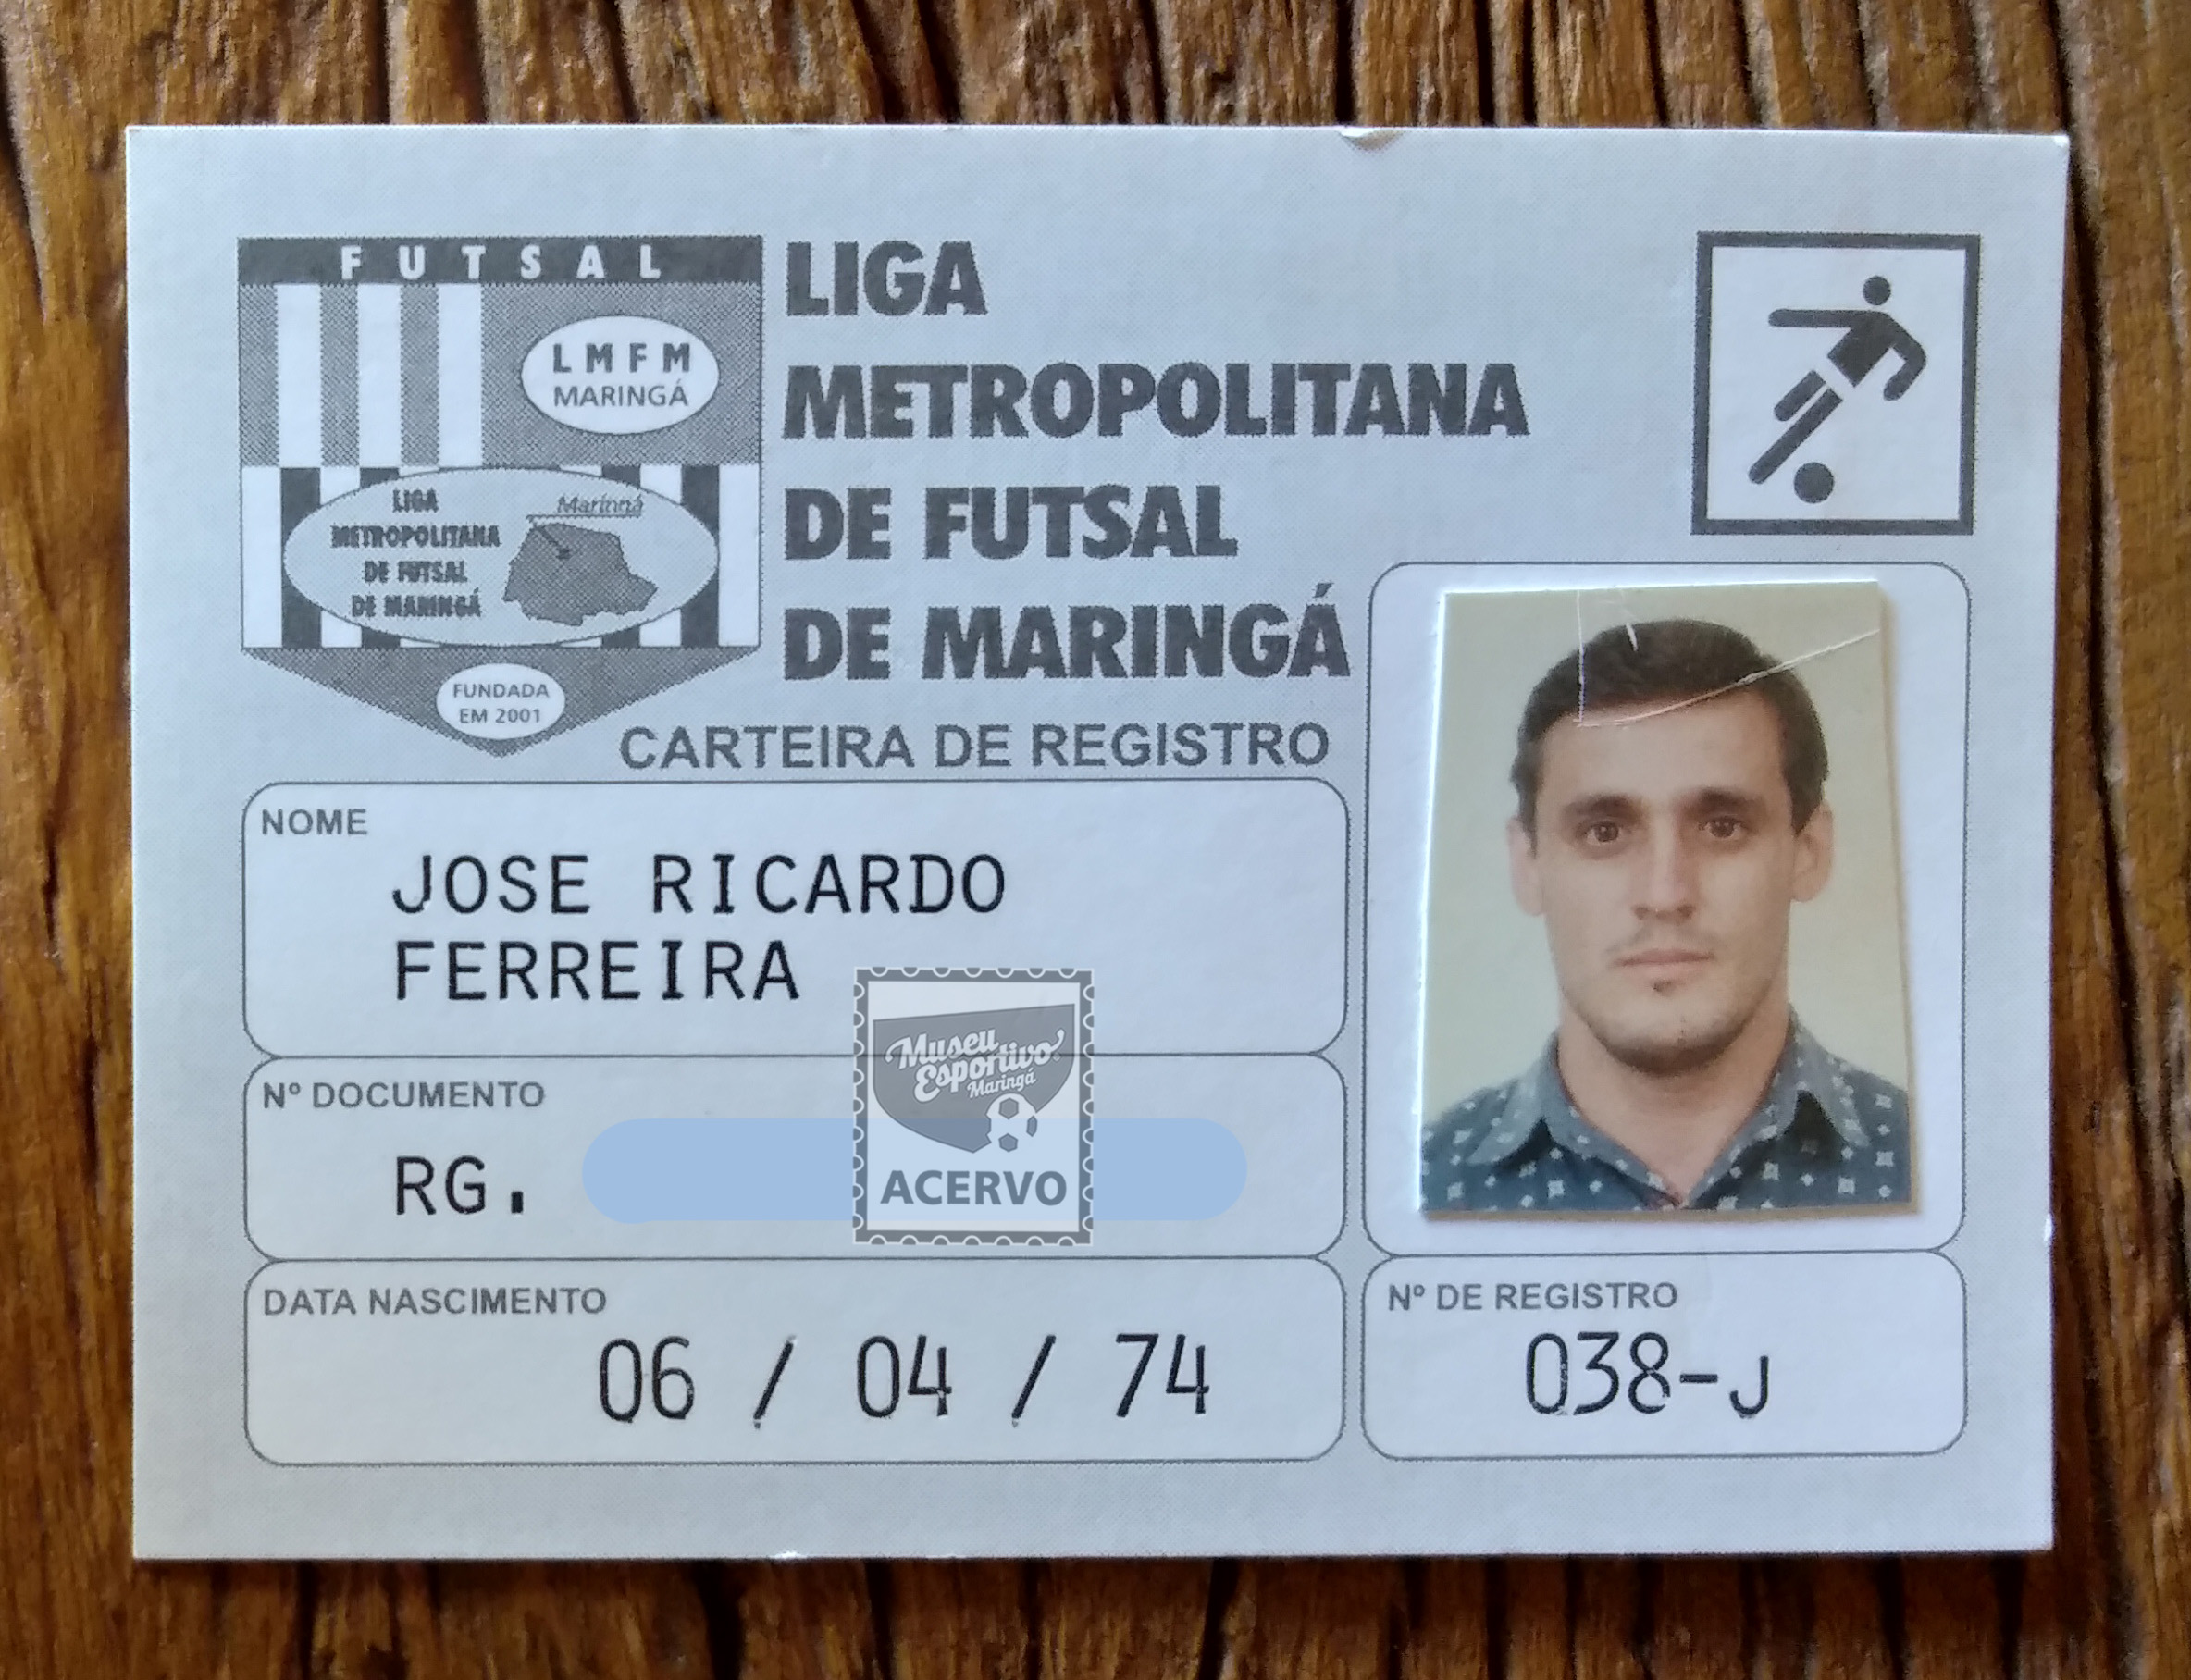 FUTSAL
LMFM
MARINGÁ
LIGA
METROPOLITANA
DE FUTSAL
DE MARINGÁ
Maringá
FUNDADA
EM 2001
LIGA
METROPOLITANA
DE FUTSAL
DE MARINGÁ
CARTEIRA DE REGISTRO
NOME
JOSE RICARDO
FERREIRA
Nº DOCUMENTO
RG.
Museu
Esportivo
Maringá
ACERVO
DATA NASCIMENTO
06 / 04 / 74
Nº DE REGISTRO
038-J